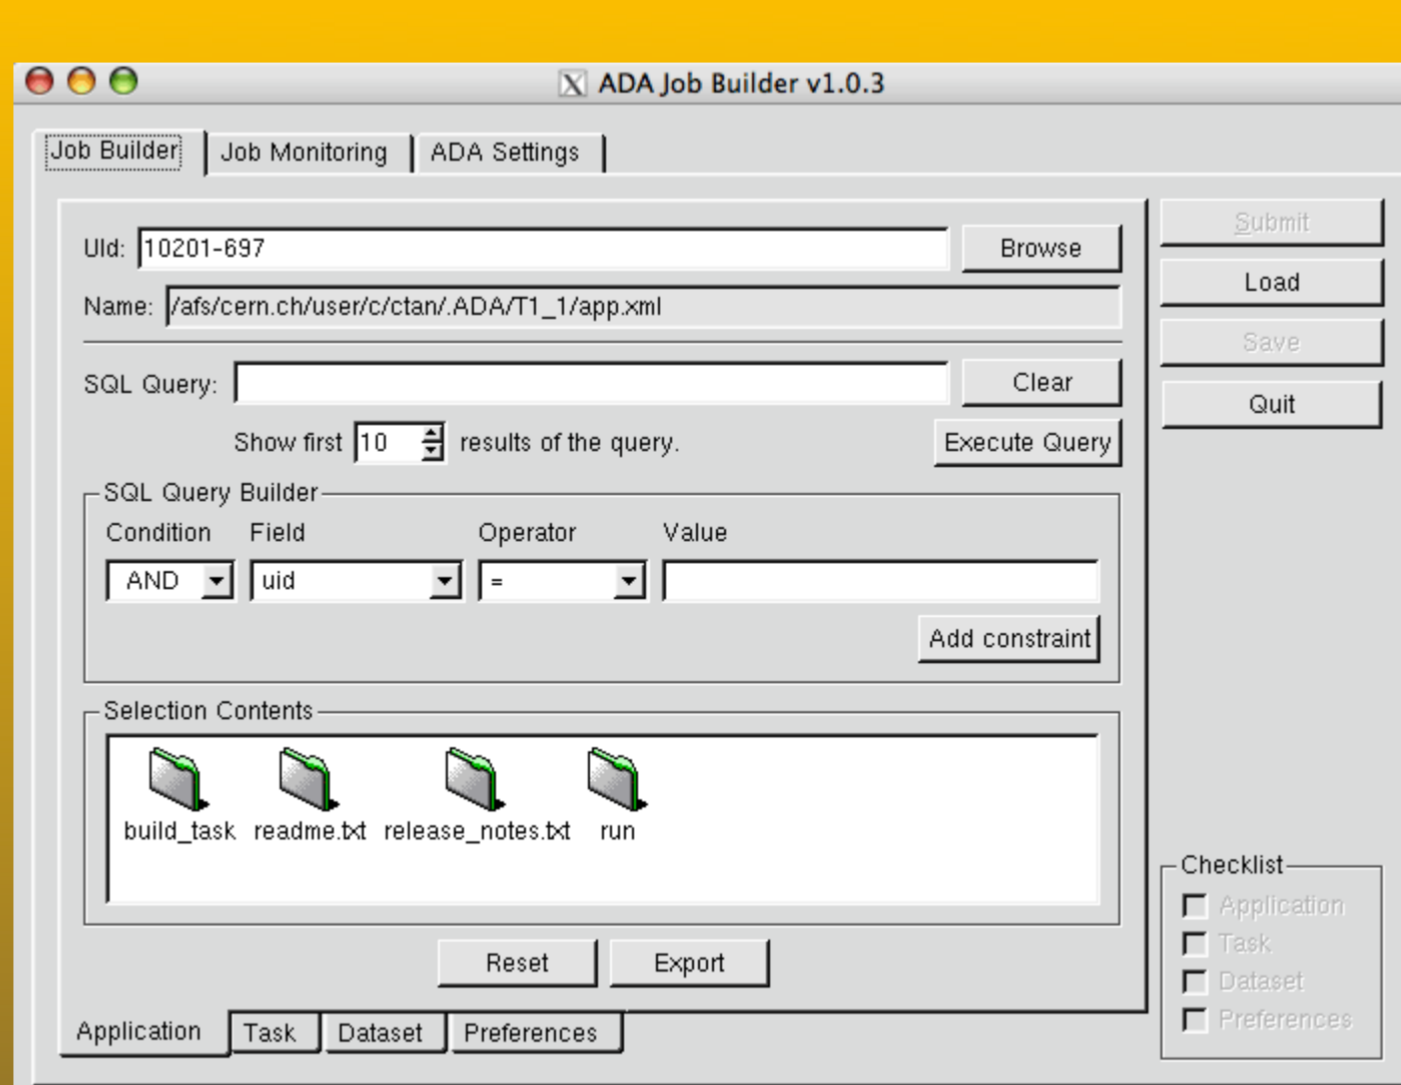 ADA Job Builder v1.0.3
Job Builder
Job Monitoring
ADA Settings
UId: 10201-697
Browse
Name: /afs/cern.ch/user/c/ctan/.ADA/T1_1/app.xml
SQL Query:
Clear
Show first 10 results of the query.
Execute Query
SQL Query Builder
Condition Field Operator Value
AND uid =
Add constraint
Selection Contents
build_task readme.txt release_notes.txt run
Reset Export
Application Task Dataset Preferences
Submit
Load
Save
Quit
Checklist
Application
Task
Dataset
Preferences